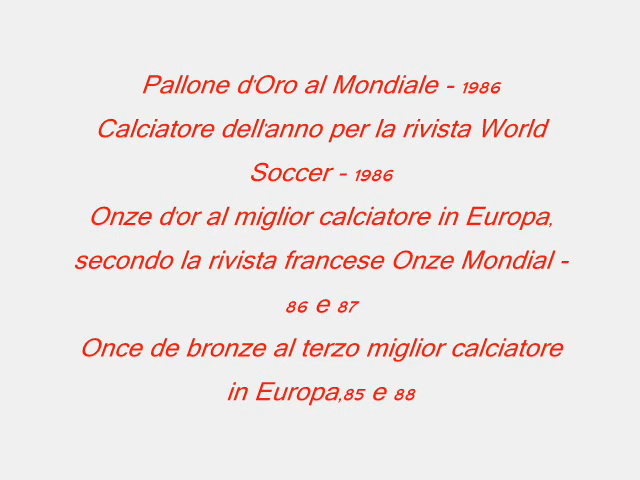 Pallone d'Oro al Mondiale - 1986
Calciatore dell'anno per la rivista World
Soccer - 1986
Onze d'or al miglior calciatore in Europa,
secondo la rivista francese Onze Mondial -
86 e 87
Once de bronze al terzo miglior calciatore
in Europa,85 e 88